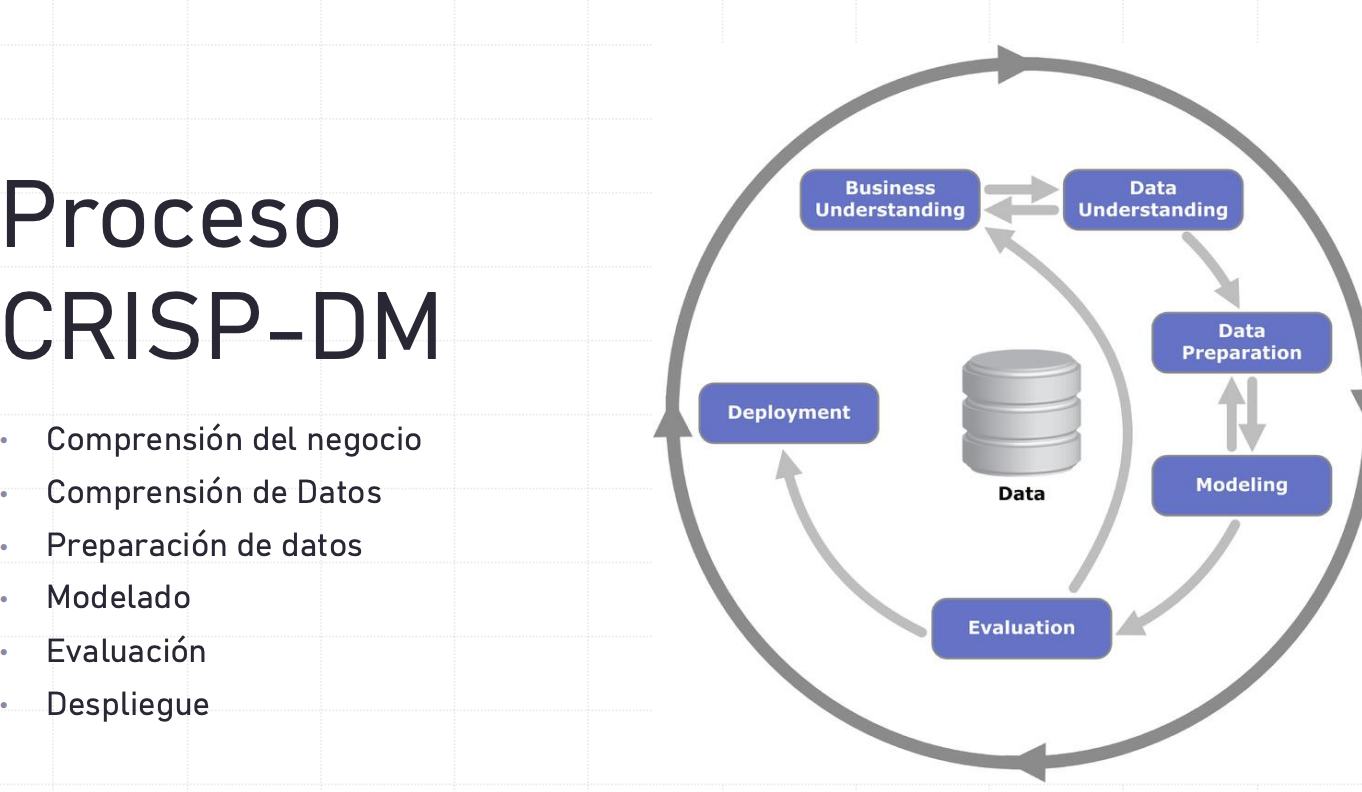 Proceso
CRISP-DM
• Comprensión del negocio
• Comprensión de Datos
• Preparación de datos
• Modelado
• Evaluación
• Despliegue
Business
Understanding
Data
Understanding
Data
Preparation
Deployment
Data
Modeling
Evaluation